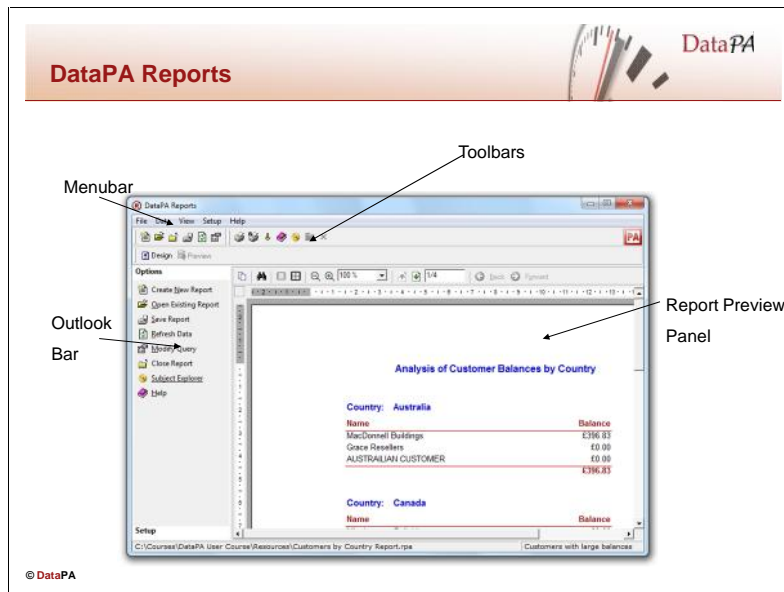 DataPA Reports
DataPA
Toolbars
Menubar
DataPA Reports
File Data View Setup Help
Design Preview
Options
100 % 1/4 Back Forward
Create New Report
Open Existing Report
Save Report
Refresh Data
Modify Query
Close Report
Subject Explorer
Help
Setup
Outlook
Bar
Report Preview
Panel
Analysis of Customer Balances by Country
Country: Australia
Name Balance
MacDonnell Buildings £396.83
Grace Resellers £0.00
AUSTRAILIAN CUSTOMER £0.00
£396.83
Country: Canada
Name Balance
C:\Courses\DataPA User Course\Resources\Customers by Country Report.rpa Customers with large balances
© DataPA